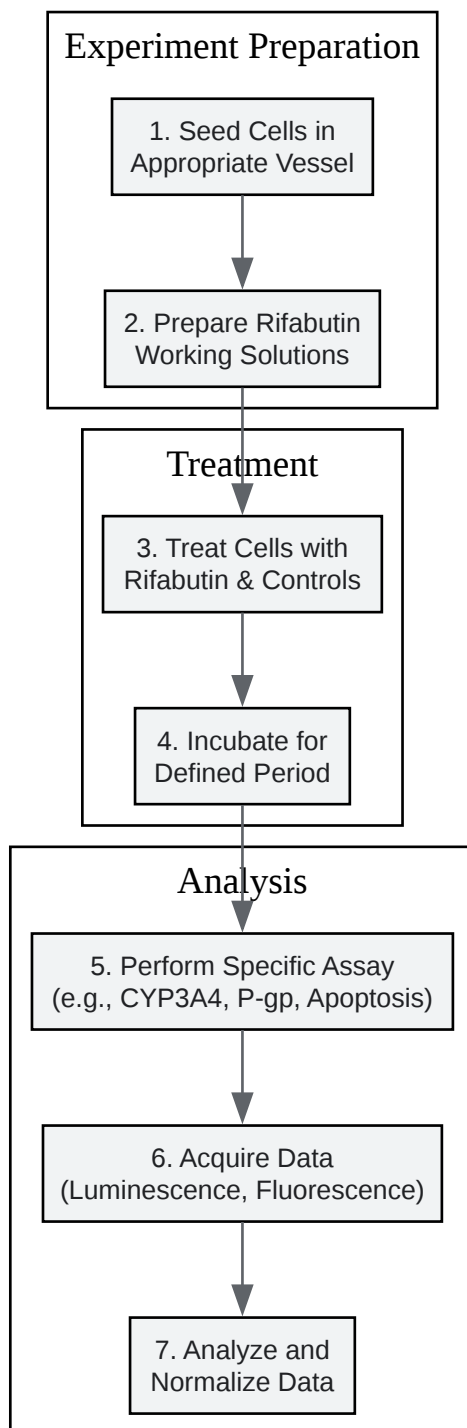 Experiment Preparation
1. Seed Cells in
Appropriate Vessel
2. Prepare Rifabutin
Working Solutions
Treatment
3. Treat Cells with
Rifabutin & Controls
4. Incubate for
Defined Period
Analysis
5. Perform Specific Assay
(e.g., CYP3A4, P-gp, Apoptosis)
6. Acquire Data
(Luminescence, Fluorescence)
7. Analyze and
Normalize Data